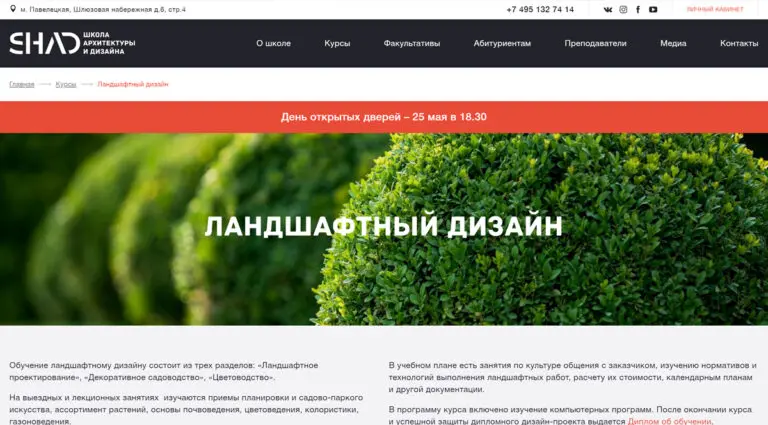 м. Павелецкая, Шлюзовая набережная д.6, стр.4
+7 495 132 74 14
ЛИЧНЫЙ КАБИНЕТ
SHAD
ШКОЛА
АРХИТЕКТУРЫ
И ДИЗАЙНА
О школе Курсы Факультативы Абитуриентам Преподаватели Медиа Контакты
Главная Курсы Ландшафтный дизайн
День открытых дверей – 25 мая в 18.30
ЛАНДШАФТНЫЙ ДИЗАЙН
Обучение ландшафтному дизайну состоит из трех разделов: «Ландшафтное
проектирование», «Декоративное садоводство», «Цветоводство».
На выездных и лекционных занятиях изучаются приемы планировки и садово-паркого
искусства, ассортимент растений, основы почвоведения, цветоведения, колористики,
газоноведения.
В учебном плане есть занятия по культуре общения с заказчиком, изучению нормативов и
технологий выполнения ландшафтных работ, расчету их стоимости, календарным планам
и другой документации.
В программу курса включено изучение компьютерных программ. После окончании курса
и успешной защиты дипломного дизайн-проекта выдается Диплом об обучении.